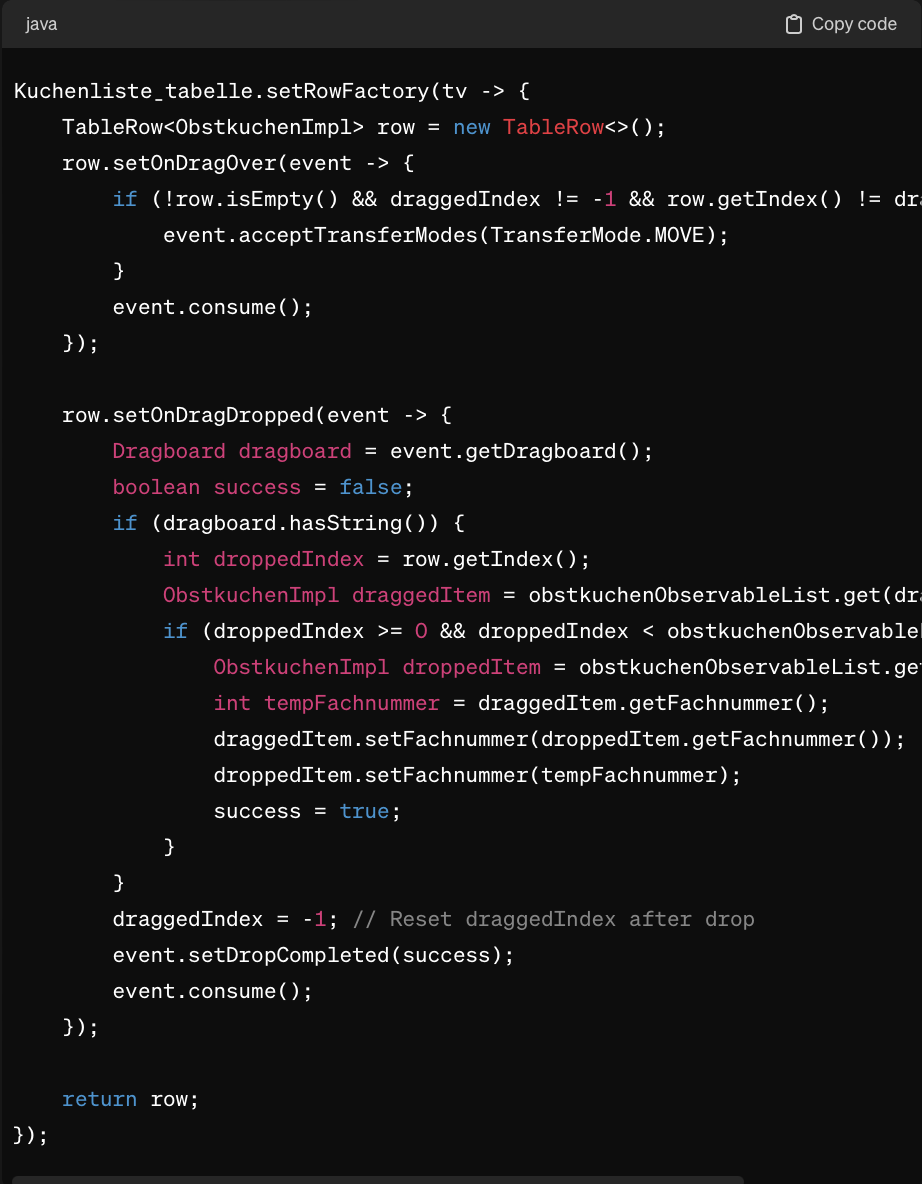 java
Copy code
Kuchenliste_tabelle.setRowFactory(tv -> {
    TableRow<ObstkuchenImpl> row = new TableRow<>();
    row.setOnDragOver(event -> {
        if (!row.isEmpty() && draggedIndex != -1 && row.getIndex() != dra
            event.acceptTransferModes(TransferMode.MOVE);
        }
        event.consume();
    });

    row.setOnDragDropped(event -> {
        Dragboard dragboard = event.getDragboard();
        boolean success = false;
        if (dragboard.hasString()) {
            int droppedIndex = row.getIndex();
            ObstkuchenImpl draggedItem = obstkuchenObservableList.get(dra
            if (droppedIndex >= 0 && droppedIndex < obstkuchenObservable
                ObstkuchenImpl droppedItem = obstkuchenObservableList.get
                int tempFachnummer = draggedItem.getFachnummer();
                draggedItem.setFachnummer(droppedItem.getFachnummer());
                droppedItem.setFachnummer(tempFachnummer);
                success = true;
            }
        }
        draggedIndex = -1; // Reset draggedIndex after drop
        event.setDropCompleted(success);
        event.consume();
    });

    return row;
});